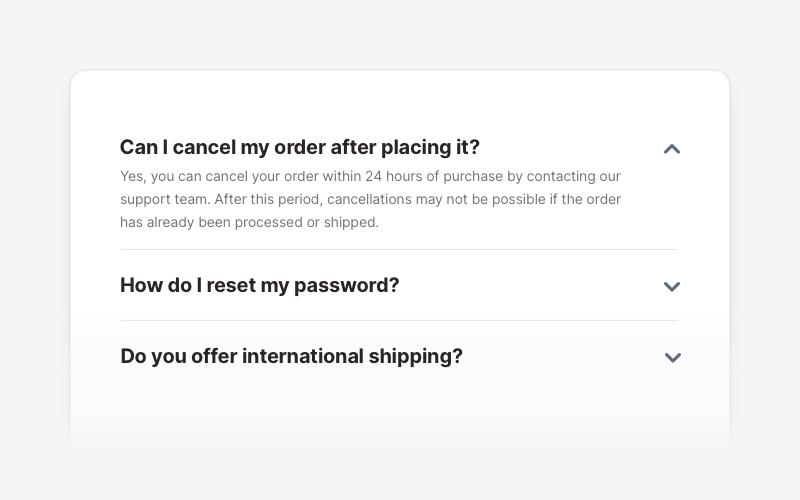 Can I cancel my order after placing it?
Yes, you can cancel your order within 24 hours of purchase by contacting our
support team. After this period, cancellations may not be possible if the order
has already been processed or shipped.
How do I reset my password?
Do you offer international shipping?